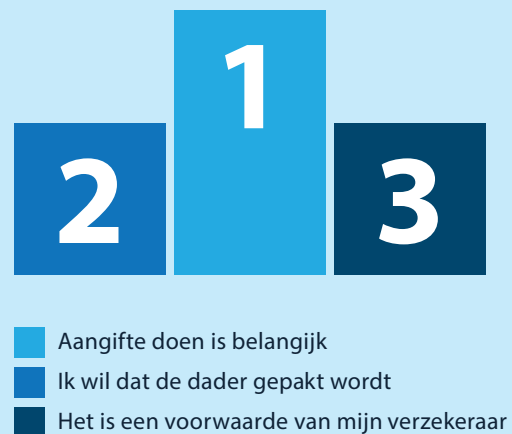 1
2
3
Aangifte doen is belangijk
Ik wil dat de dader gepakt wordt
Het is een voorwaarde van mijn verzekeraar